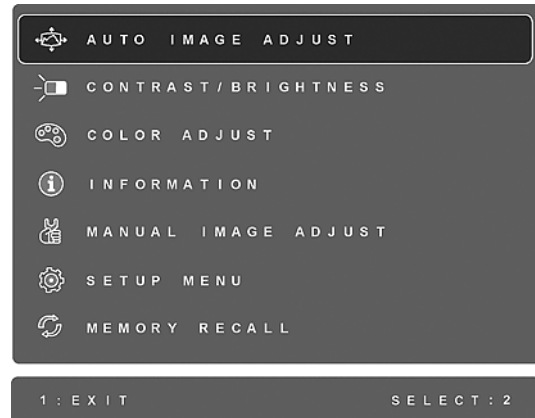 AUTO IMAGE ADJUST
CONTRAST/BRIGHTNESS
COLOR ADJUST
INFORMATION
MANUAL IMAGE ADJUST
SETUP MENU
MEMORY RECALL
1:EXIT SELECT:2